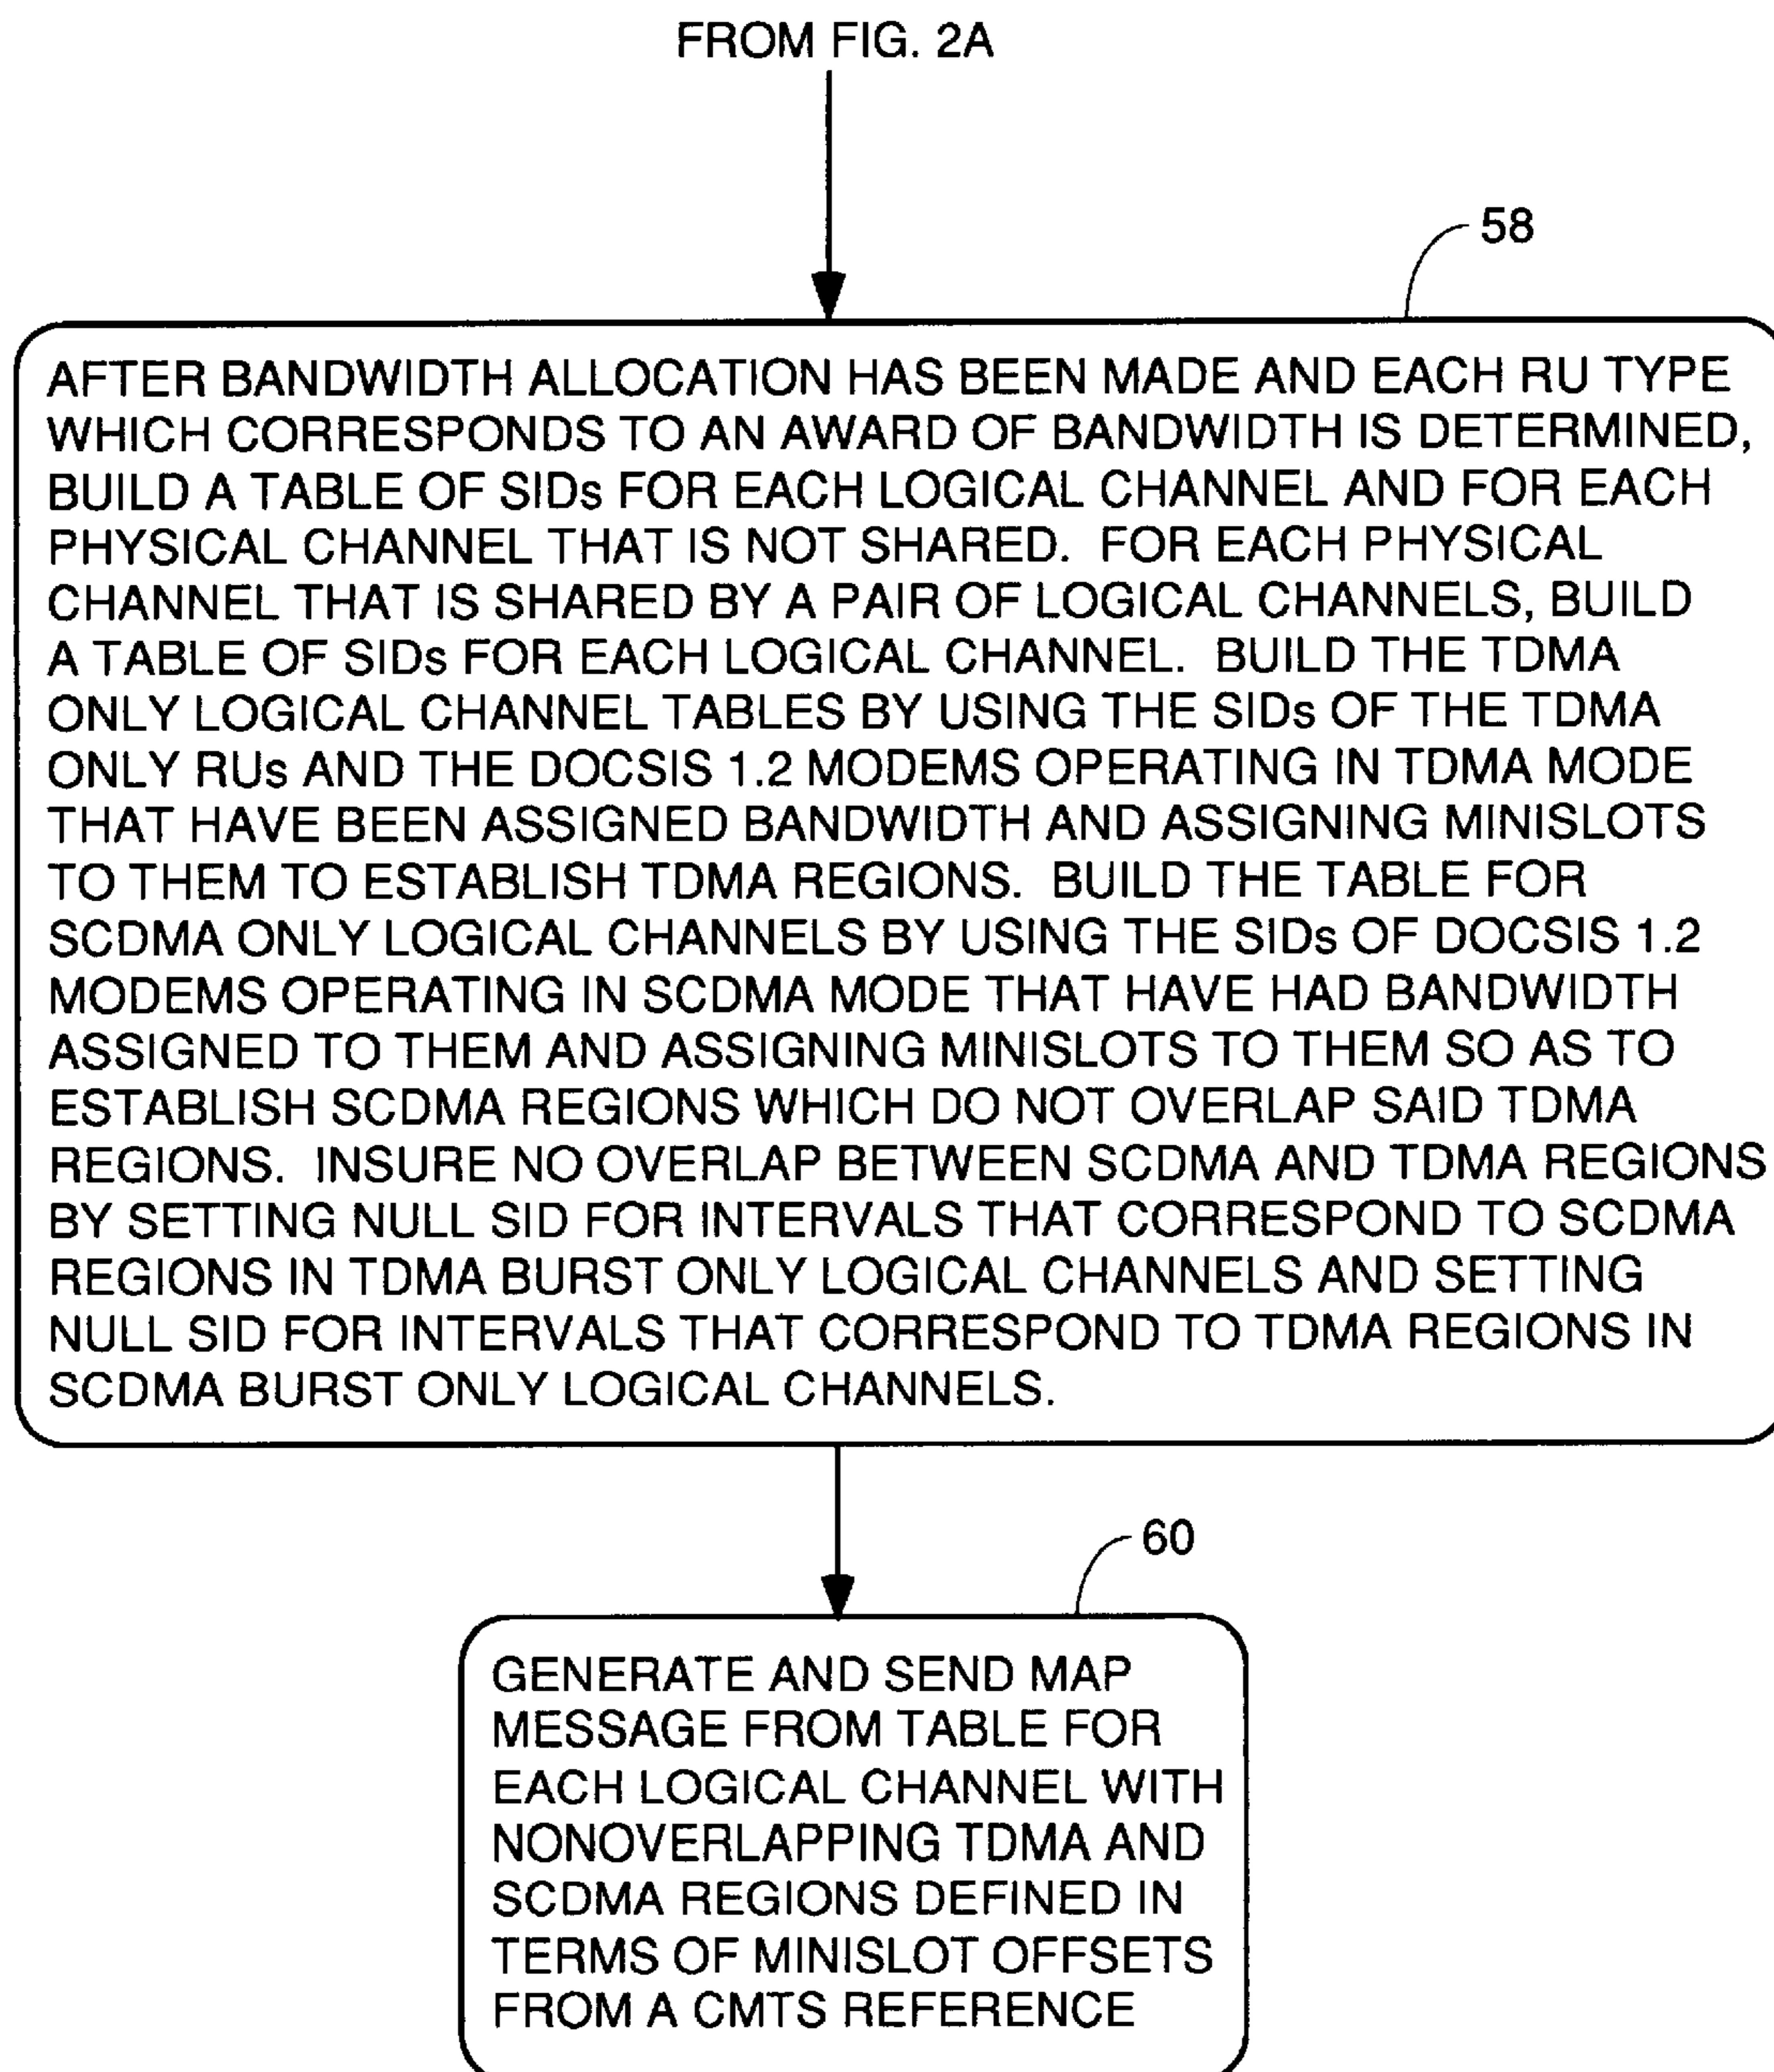 FROM FIG. 2A
58
AFTER BANDWIDTH ALLOCATION HAS BEEN MADE AND EACH RU TYPE
WHICH CORRESPONDS TO AN AWARD OF BANDWIDTH IS DETERMINED,
BUILD A TABLE OF SIDs FOR EACH LOGICAL CHANNEL AND FOR EACH
PHYSICAL CHANNEL THAT IS NOT SHARED. FOR EACH PHYSICAL
CHANNEL THAT IS SHARED BY A PAIR OF LOGICAL CHANNELS, BUILD
A TABLE OF SIDs FOR EACH LOGICAL CHANNEL. BUILD THE TDMA
ONLY LOGICAL CHANNEL TABLES BY USING THE SIDs OF THE TDMA
ONLY RUs AND THE DOCSIS 1.2 MODEMS OPERATING IN TDMA MODE
THAT HAVE BEEN ASSIGNED BANDWIDTH AND ASSIGNING MINISLOTS
TO THEM TO ESTABLISH TDMA REGIONS. BUILD THE TABLE FOR
SCDMA ONLY LOGICAL CHANNELS BY USING THE SIDs OF DOCSIS 1.2
MODEMS OPERATING IN SCDMA MODE THAT HAVE HAD BANDWIDTH
ASSIGNED TO THEM AND ASSIGNING MINISLOTS TO THEM SO AS TO
ESTABLISH SCDMA REGIONS WHICH DO NOT OVERLAP SAID TDMA
REGIONS. INSURE NO OVERLAP BETWEEN SCDMA AND TDMA REGIONS
BY SETTING NULL SID FOR INTERVALS THAT CORRESPOND TO SCDMA
REGIONS IN TDMA BURST ONLY LOGICAL CHANNELS AND SETTING
NULL SID FOR INTERVALS THAT CORRESPOND TO TDMA REGIONS IN
SCDMA BURST ONLY LOGICAL CHANNELS.
60
GENERATE AND SEND MAP
MESSAGE FROM TABLE FOR
EACH LOGICAL CHANNEL WITH
NONOVERLAPPING TDMA AND
SCDMA REGIONS DEFINED IN
TERMS OF MINISLOT OFFSETS
FROM A CMTS REFERENCE